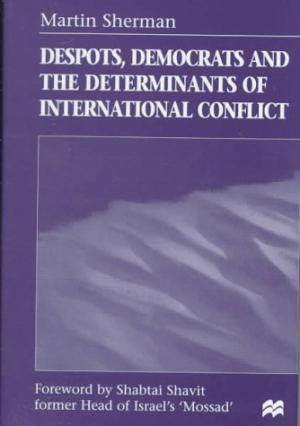 Martin Sherman
DESPOTS, DEMOCRATS AND
THE DETERMINANTS OF
INTERNATIONAL CONFLICT
Foreword by Shabtai Shavit
former Head of Israel's 'Mossad'